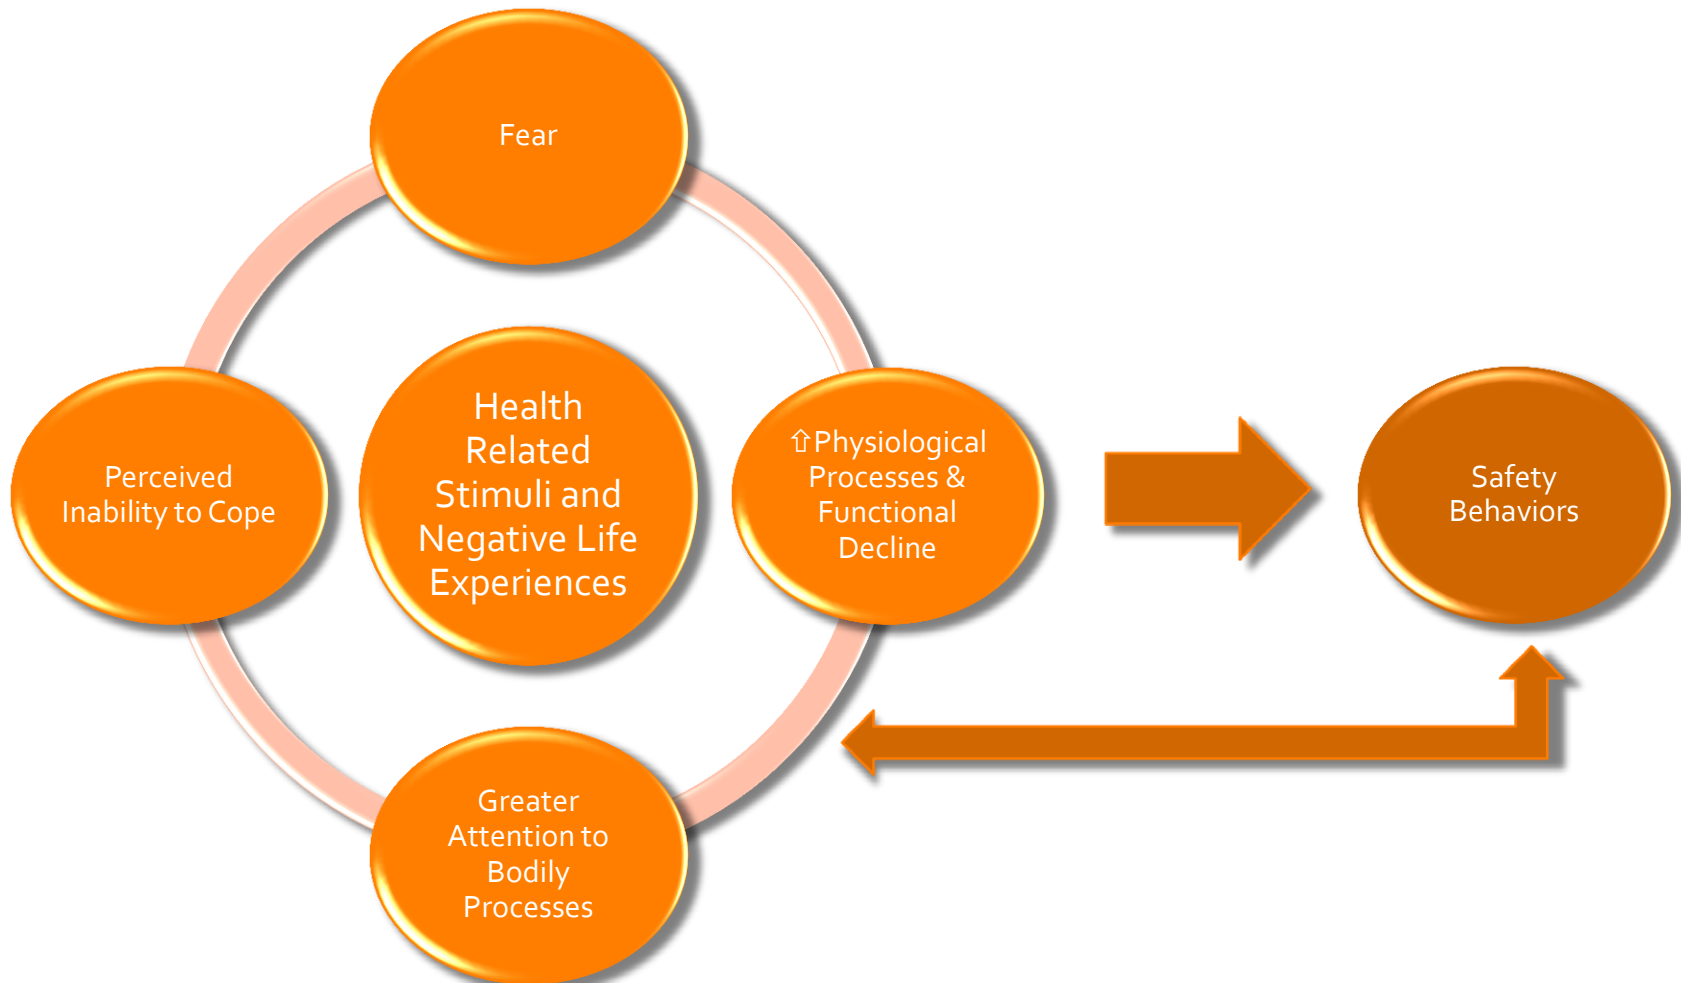 Fear
Health
Related
Stimuli and
Negative Life
Experiences
Perceived
Inability to Cope
⇧Physiological
Processes &
Functional
Decline
Safety
Behaviors
Greater
Attention to
Bodily
Processes